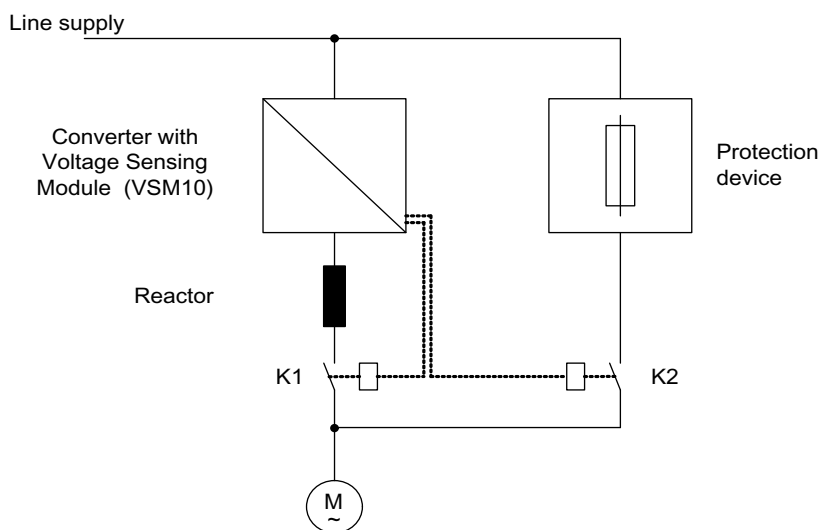 Line supply
Converter with
Voltage Sensing
Module (VSM10)
Protection
device
Reactor
K1
K2
M
~